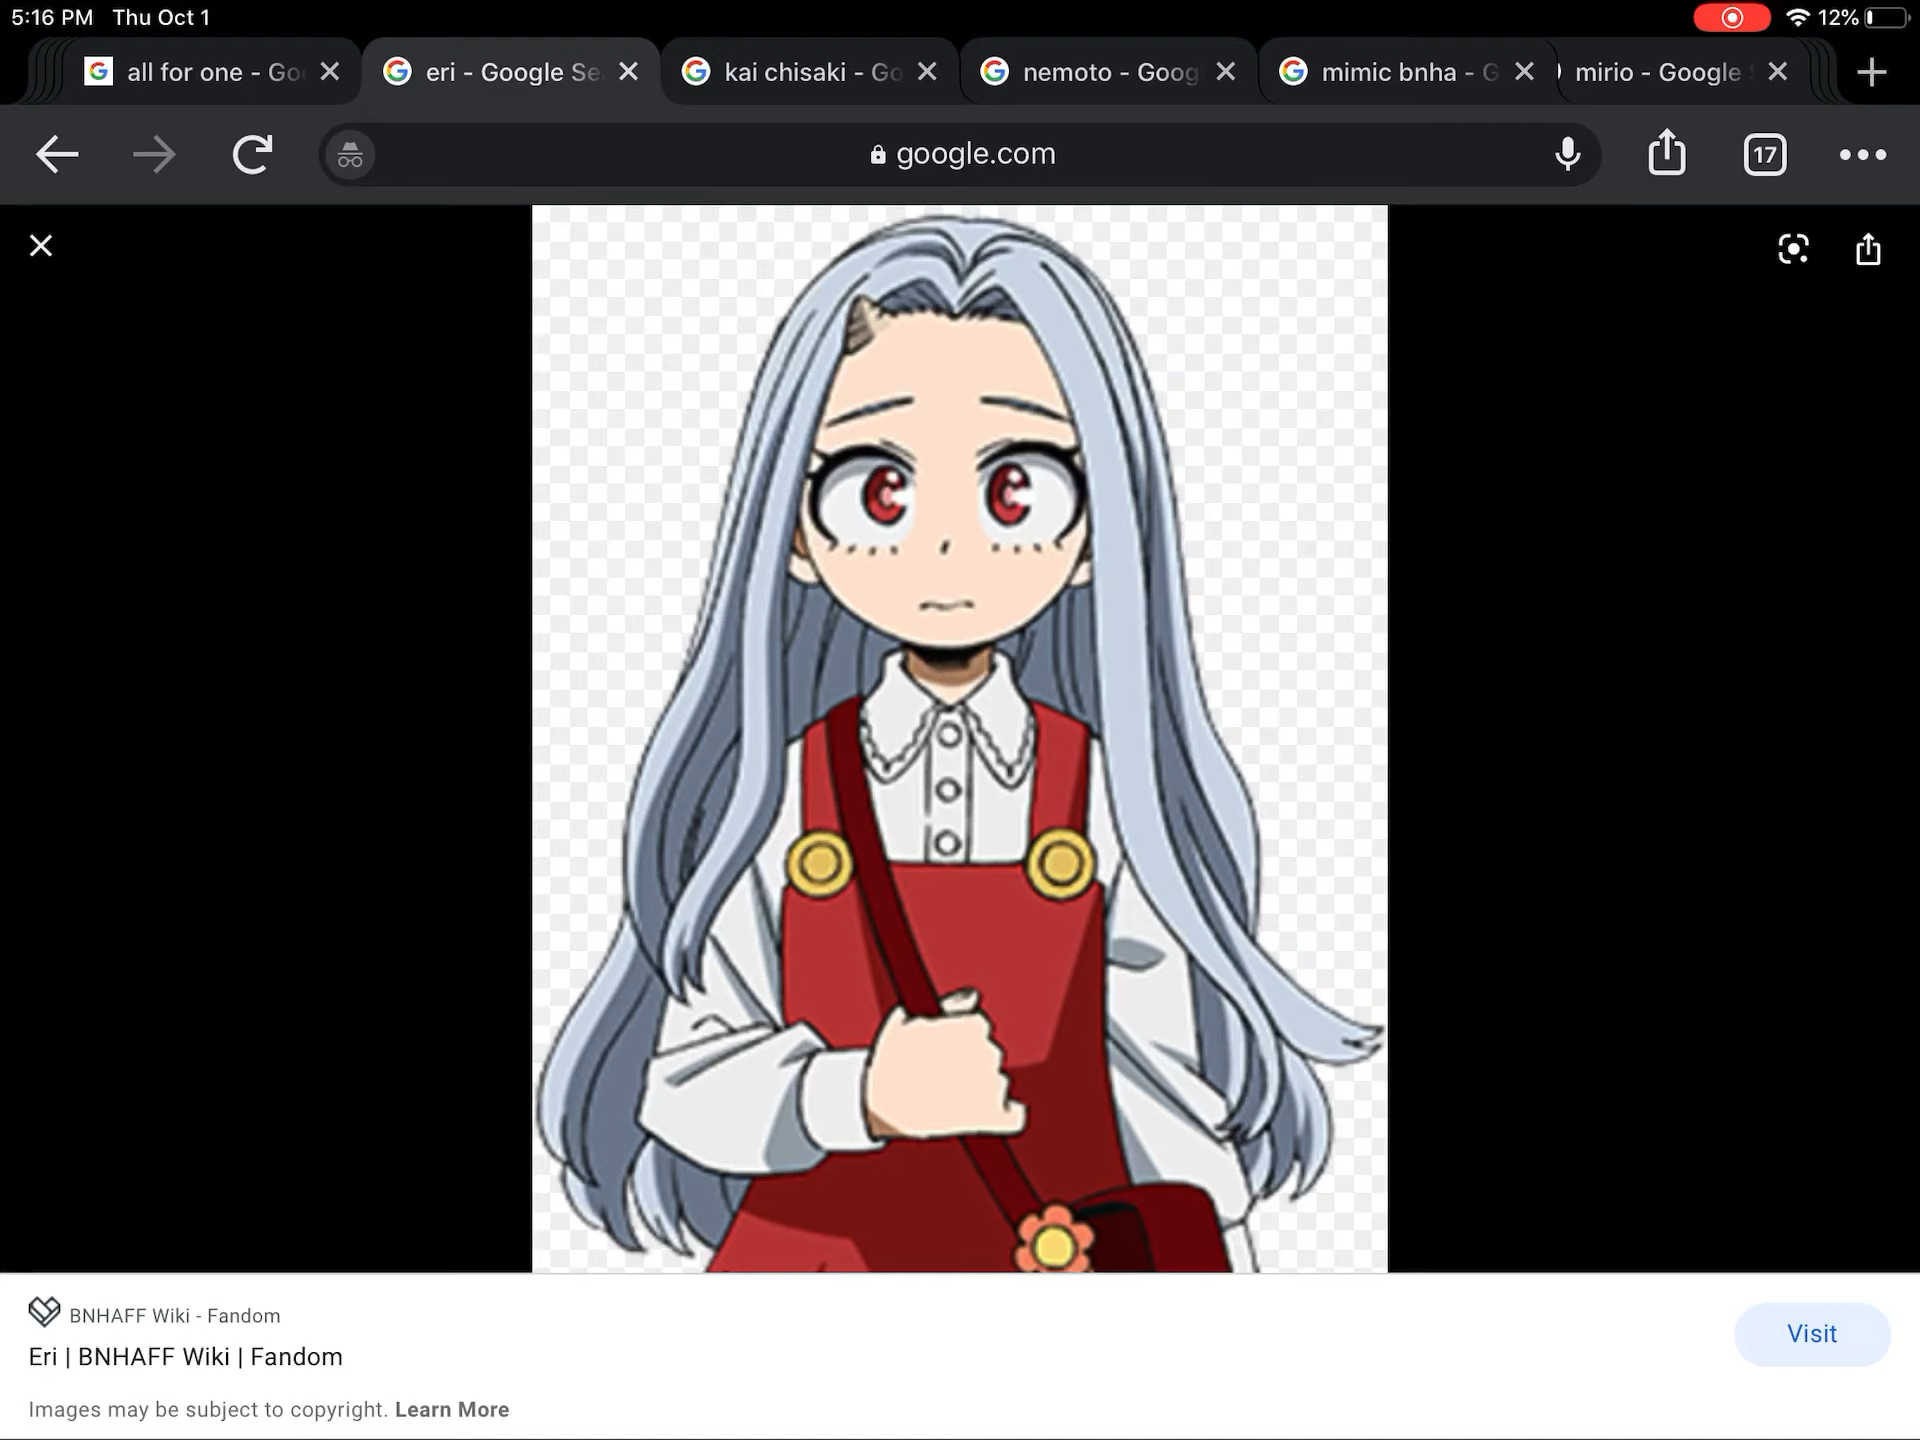 5:16 PM Thu Oct 1
12%
all for one - Go
eri - Google Se
kai chisaki - Go
nemoto - Goog
mimic bnha - G
mirio - Google
google.com
17
BNHAFF Wiki - Fandom
Eri | BNHAFF Wiki | Fandom
Visit
Images may be subject to copyright. Learn More